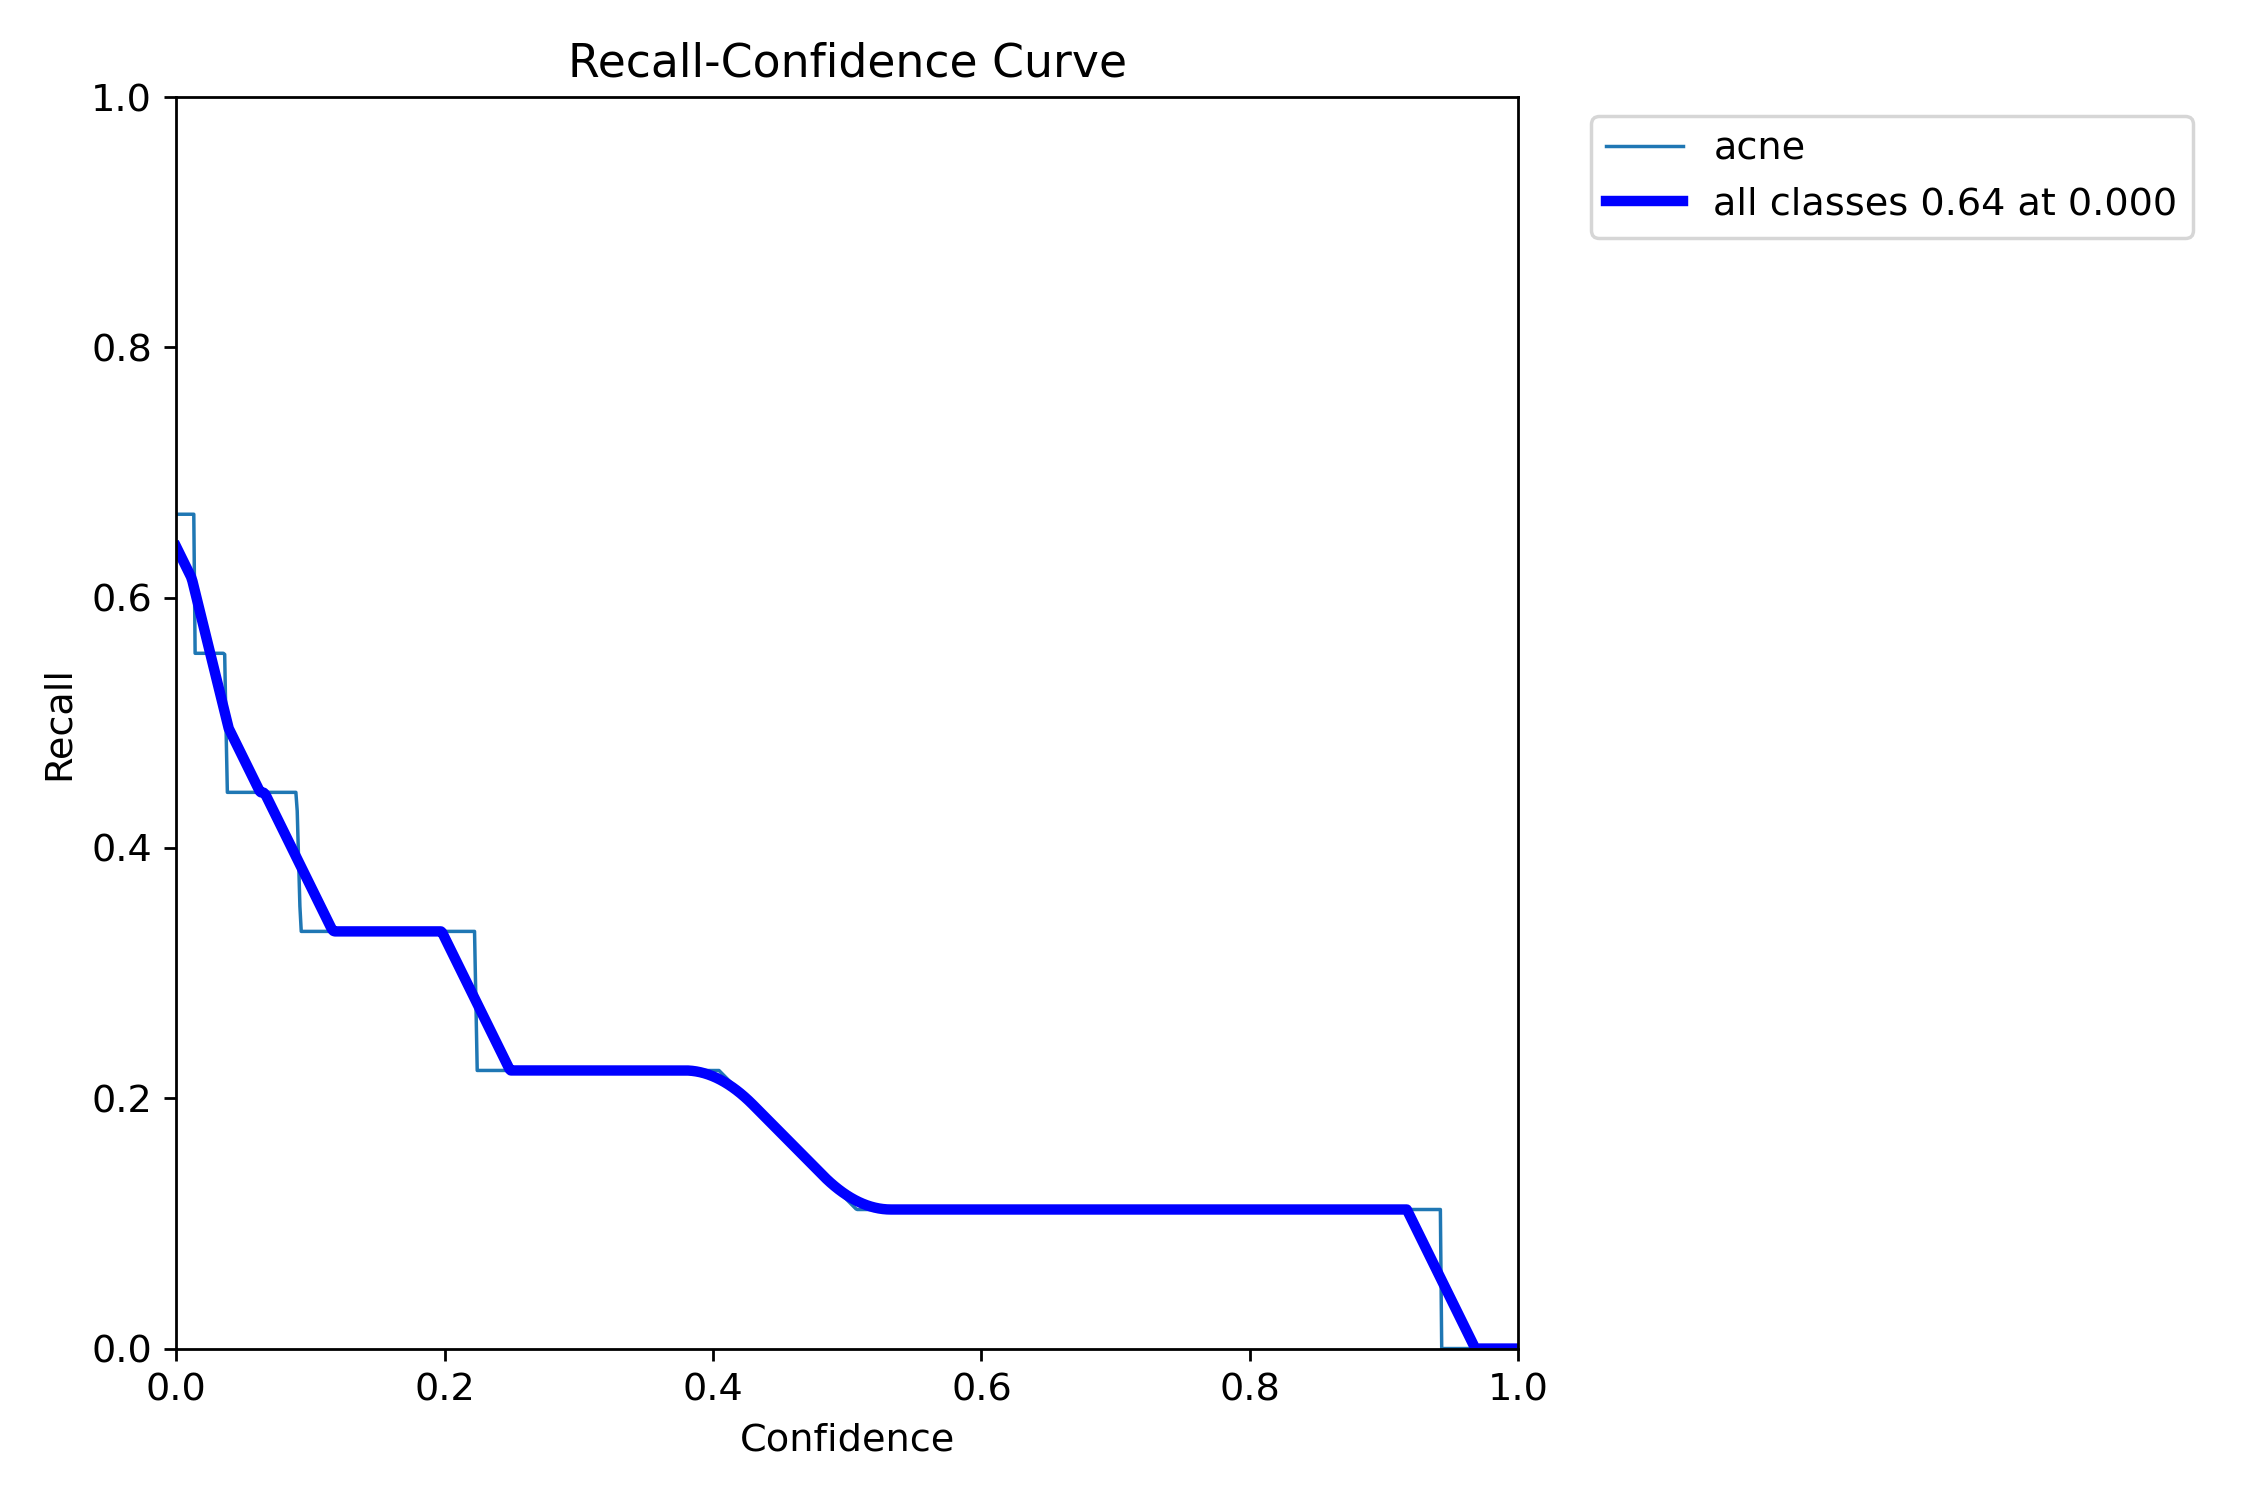 Recall-Confidence Curve
1.0
0.8
0.6
0.4
0.2
0.0
Recall
0.0 0.2 0.4 0.6 0.8 1.0
Confidence
acne
all classes 0.64 at 0.000